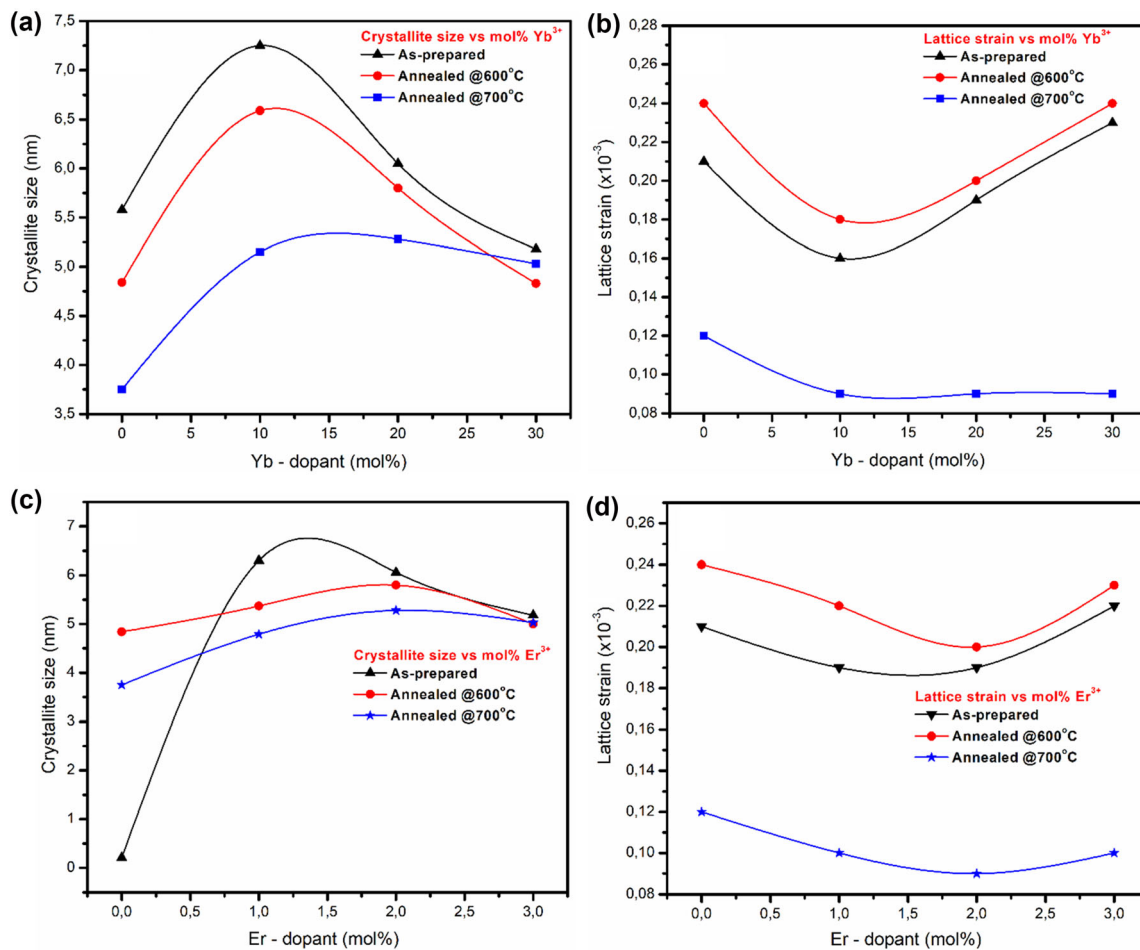 (a)
Crystallite size vs mol% Yb³⁺
As-prepared
Annealed @600°C
Annealed @700°C
7,5
7,0
6,5
6,0
5,5
5,0
4,5
4,0
3,5
Crystallite size (nm)
0 5 10 15 20 25 30
Yb - dopant (mol%)
(b)
Lattice strain vs mol% Yb³⁺
As-prepared
Annealed @600°C
Annealed @700°C
0,26
0,24
0,22
0,20
0,18
0,16
0,14
0,12
0,10
0,08
Lattice strain (x10⁻³)
0 5 10 15 20 25 30
Yb - dopant (mol%)
(c)
7
6
5
4
3
2
1
0
Crystallite size (nm)
Crystallite size vs mol% Er³⁺
As-prepared
Annealed @600°C
Annealed @700°C
0,0 0,5 1,0 1,5 2,0 2,5 3,0
Er - dopant (mol%)
(d)
0,26
0,24
0,22
0,20
0,18
0,16
0,14
0,12
0,10
0,08
Lattice strain (x10⁻³)
Lattice strain vs mol% Er³⁺
As-prepared
Annealed @600°C
Annealed @700°C
0,0 0,5 1,0 1,5 2,0 2,5 3,0
Er - dopant (mol%)